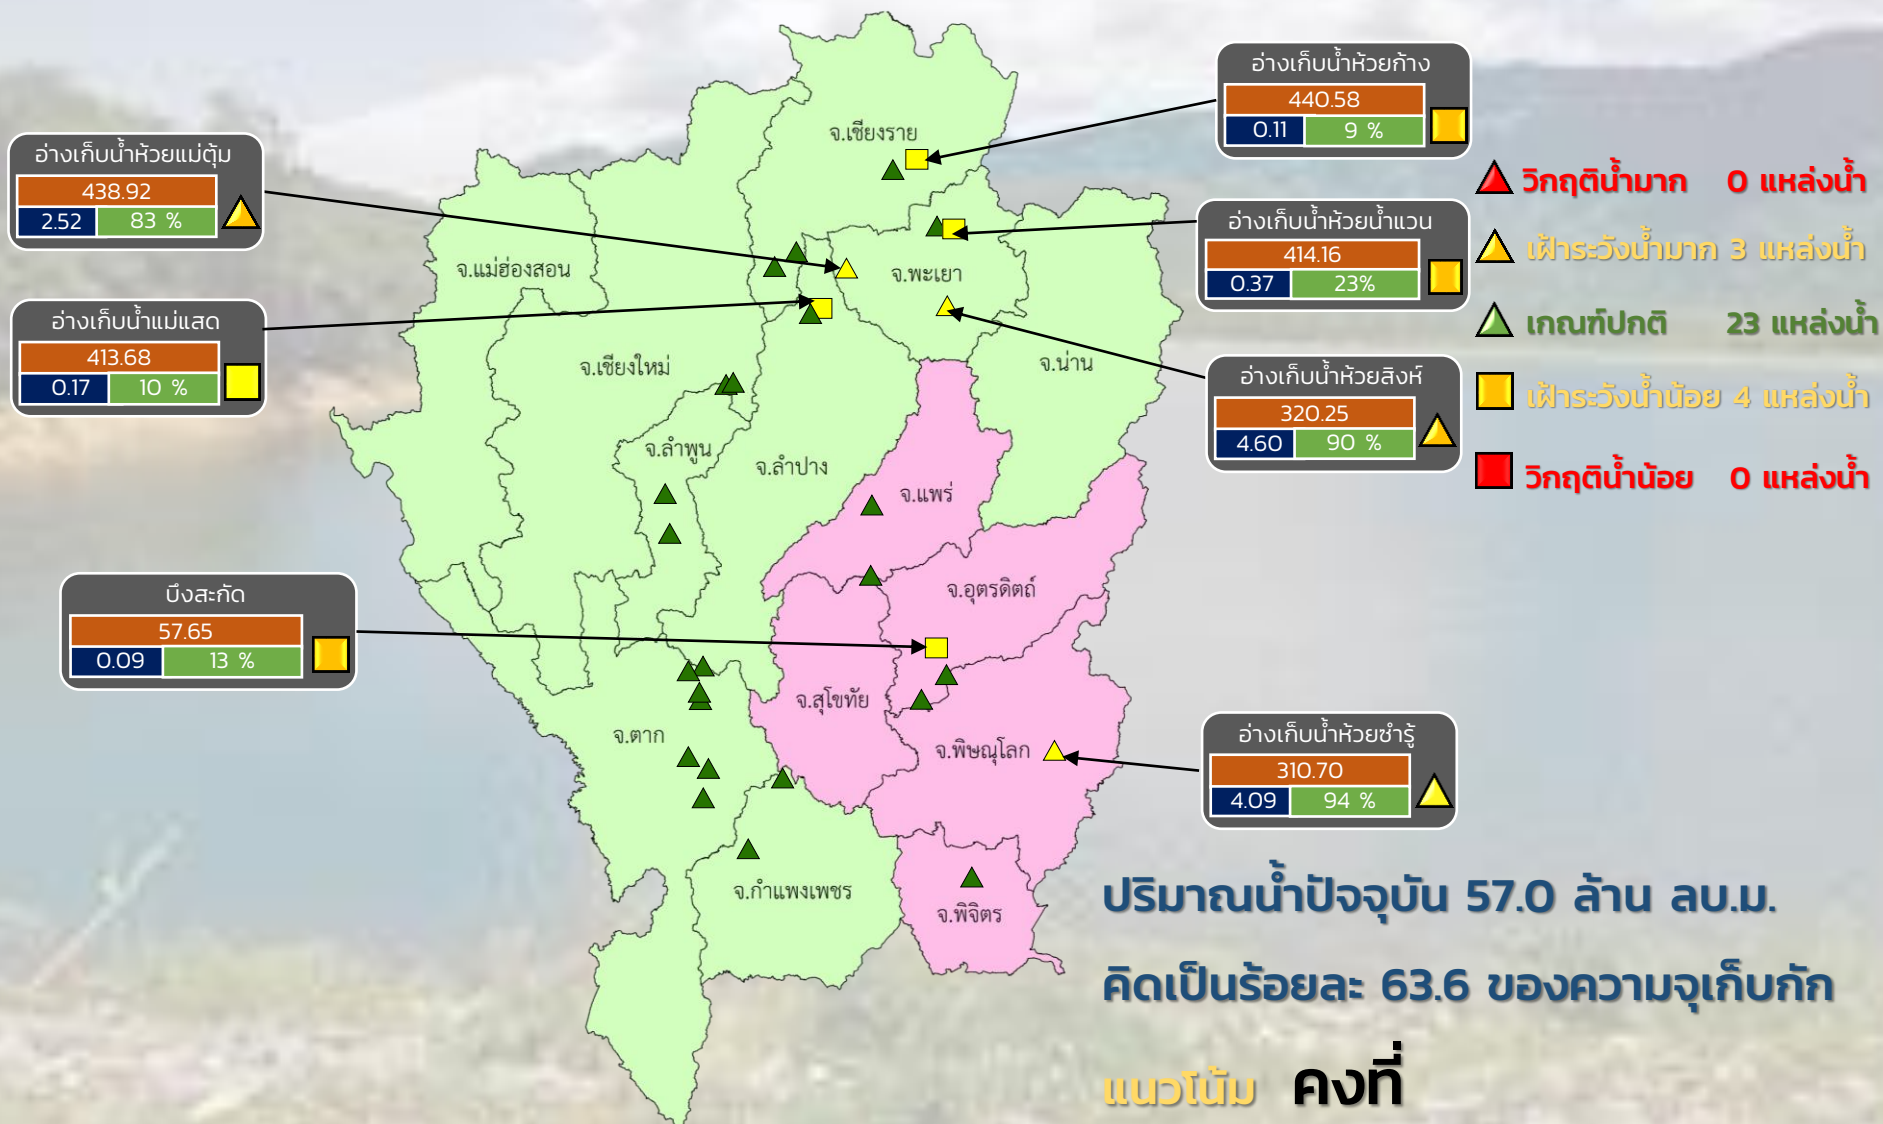 อ่างเก็บน้ำห้วยก้าง
440.58
0.11 9 %
อ่างเก็บน้ำห้วยแม่ตุ้ม
438.92
2.52 83 %
จ.เชียงราย
วิกฤติน้ำมาก 0 แหล่งน้ำ
อ่างเก็บน้ำห้วยน้ำแวน
414.16
0.37 23%
เฝ้าระวังน้ำมาก 3 แหล่งน้ำ
จ.แม่ฮ่องสอน
จ.พะเยา
อ่างเก็บน้ำแม่แสด
413.68
0.17 10 %
เกณฑ์ปกติ 23 แหล่งน้ำ
จ.เชียงใหม่
จ.น่าน
อ่างเก็บน้ำห้วยสิงห์
320.25
4.60 90 %
เฝ้าระวังน้ำน้อย 4 แหล่งน้ำ
จ.ลำพูน
จ.ลำปาง
จ.แพร่
วิกฤติน้ำน้อย 0 แหล่งน้ำ
บึงสะกัด
57.65
0.09 13 %
จ.อุตรดิตถ์
จ.สุโขทัย
จ.ตาก
จ.พิษณุโลก
อ่างเก็บน้ำห้วยซำรู้
310.70
4.09 94 %
จ.กำแพงเพชร
จ.พิจิตร
ปริมาณน้ำปัจจุบัน 57.0 ล้าน ลบ.ม.
คิดเป็นร้อยละ 63.6 ของความจุเก็บกัก
แนวโน้ม คงที่